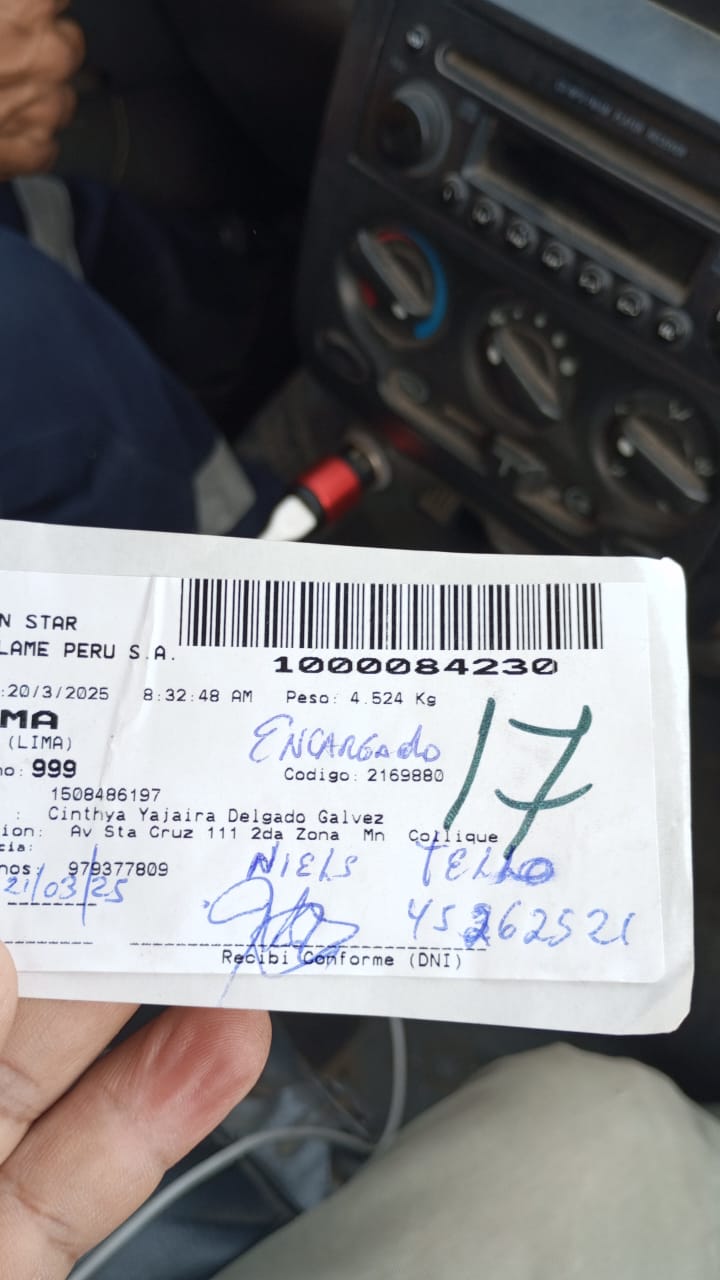 N STAR
LAME PERU S.A.
1000084230
:20/3/2025 8:32:48 AM Peso: 4.524 Kg
MA
(LIMA)
ENCARGADO
17
no: 999
Codigo: 2169880
1508486197
: Cinthya Yajaira Delgado Galvez
ion: Av Sta Cruz 111 2da Zona Mn Collique
cia:
nos: 979377809
NIELS TELLO
21/03/25
45262521
Recibi Conforme (DNI)